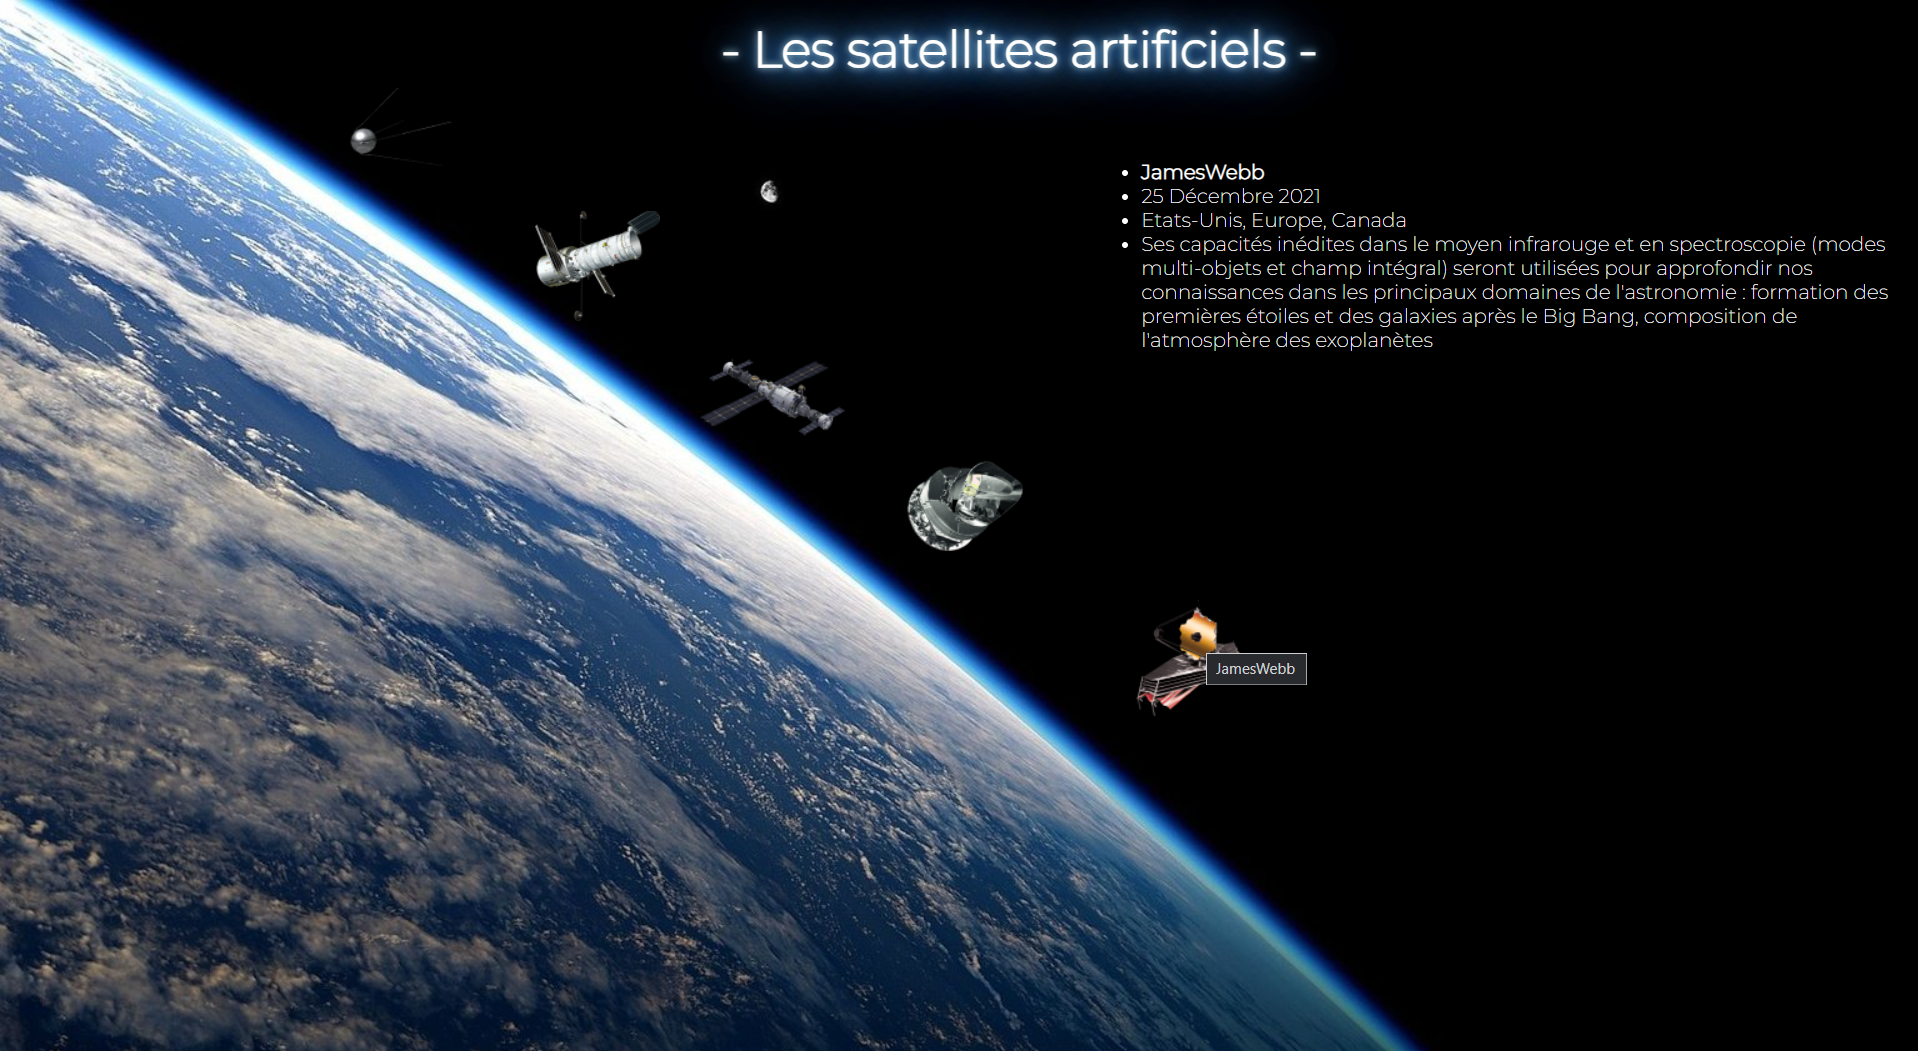 - Les satellites artificiels -
JamesWebb
25 Décembre 2021
Etats-Unis, Europe, Canada
Ses capacités inédites dans le moyen infrarouge et en spectroscopie (modes
multi-objets et champ intégral) seront utilisées pour approfondir nos
connaissances dans les principaux domaines de l'astronomie : formation des
premières étoiles et des galaxies après le Big Bang, composition de
l'atmosphère des exoplanètes
JamesWebb